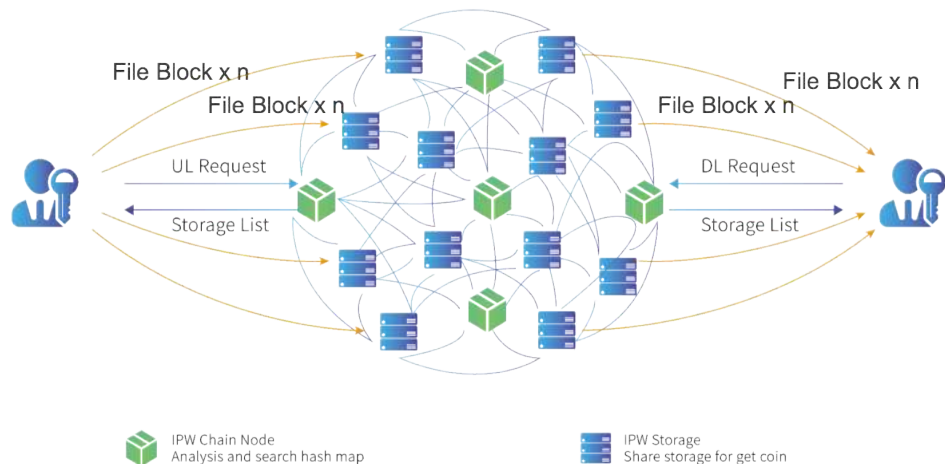 File Block x n
File Block x n
File Block x n
File Block x n
UL Request
DL Request
Storage List
Storage List
IPW Chain Node
Analysis and search hash map
IPW Storage
Share storage for get coin